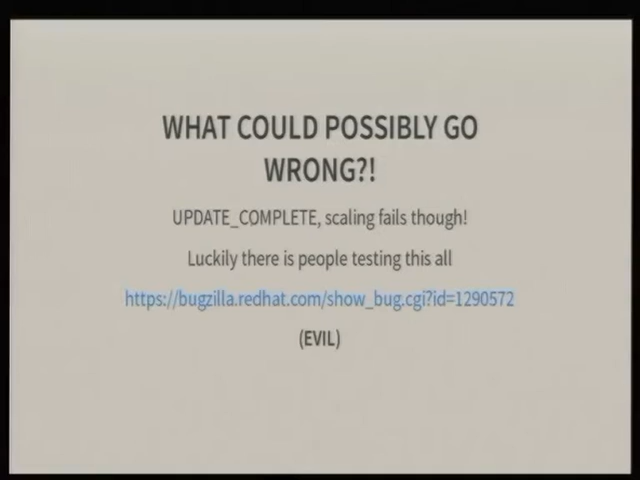 WHAT COULD POSSIBLY GO
WRONG?!
UPDATE_COMPLETE, scaling fails though!
Luckily there is people testing this all
https://bugzilla.redhat.com/show_bug.cgi?id=1290572
(EVIL)